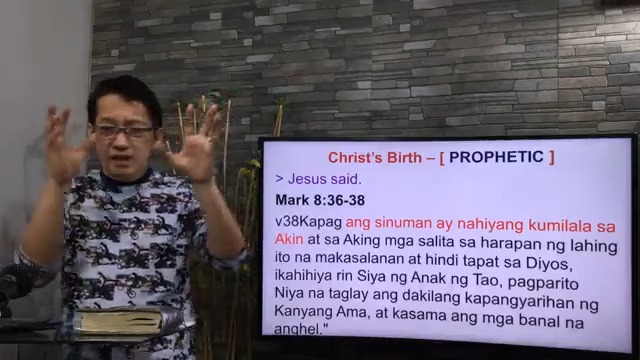 Christ's Birth – [ PROPHETIC ]
> Jesus said.
Mark 8:36-38
v38Kapag ang sinuman ay nahiyang kumilala sa
Akin at sa Aking mga salita sa harapan ng lahing
ito na makasalanan at hindi tapat sa Diyos,
ikahihiya rin Siya ng Anak ng Tao, pagparito
Niya na taglay ang dakilang kapangyarihan ng
Kanyang Ama, at kasama ang mga banal na
anghel."